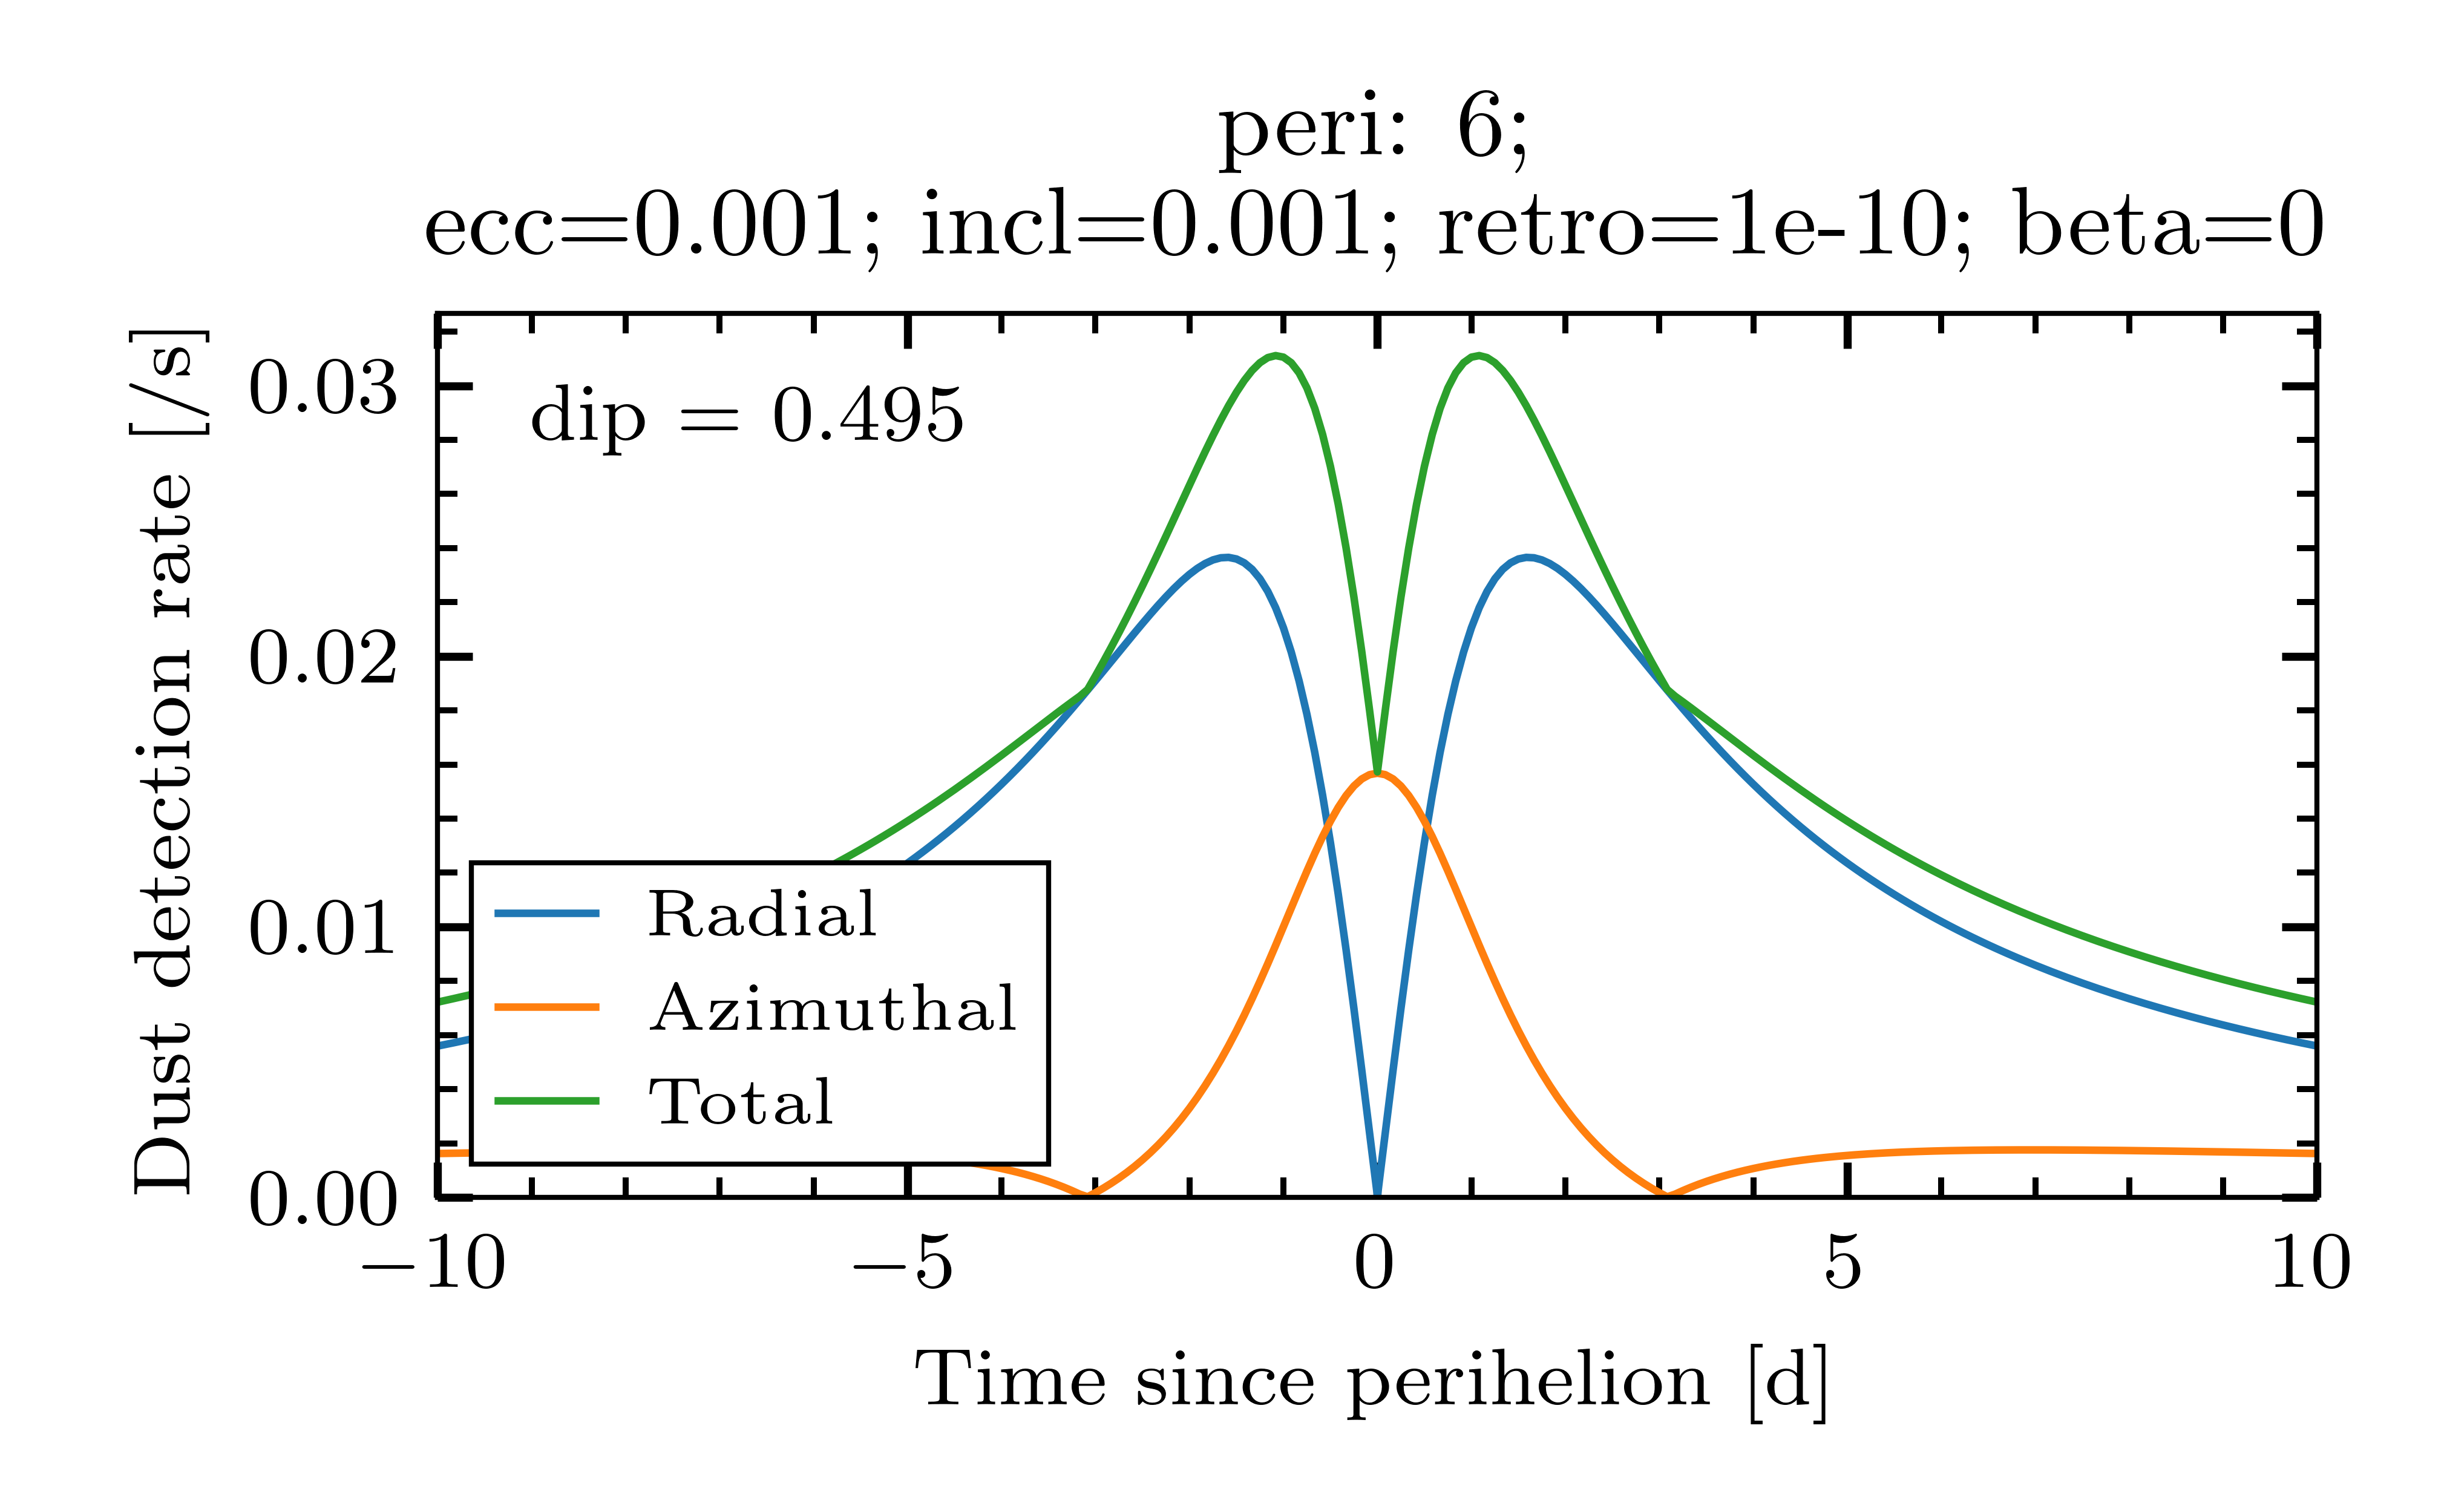 peri: 6;
ecc=0.001; incl=0.001; retro=1e-10; beta=0
Dust detection rate [/s]
0.03
0.02
0.01
0.00
dip = 0.495
Radial
Azimuthal
Total
−10
−5
0
5
10
Time since perihelion [d]